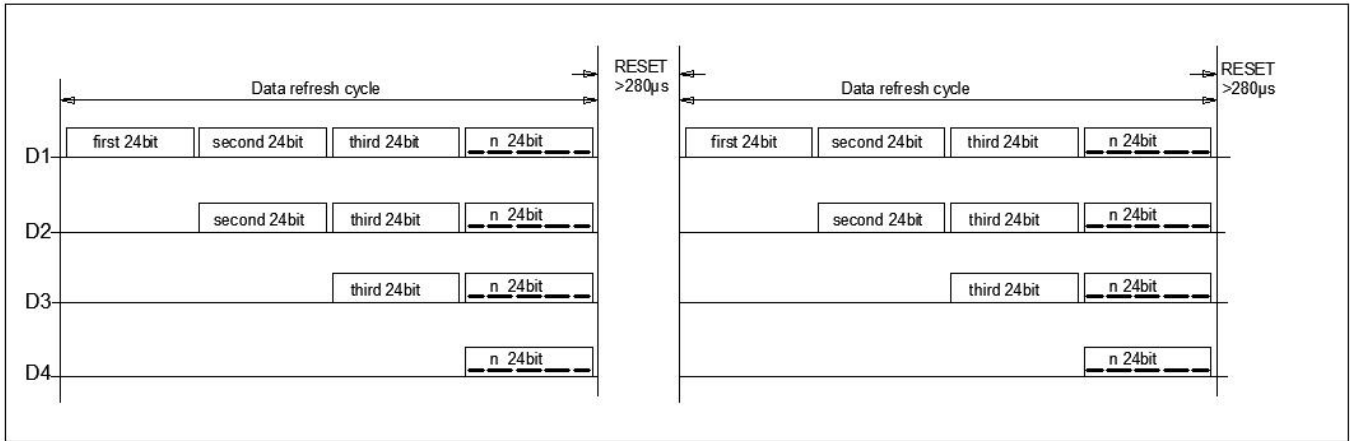 RESET
>280µs
RESET
>280µs
Data refresh cycle
Data refresh cycle
D1 first 24bit second 24bit third 24bit n 24bit first 24bit second 24bit third 24bit n 24bit
D2 second 24bit third 24bit n 24bit second 24bit third 24bit n 24bit
D3 third 24bit n 24bit third 24bit n 24bit
D4 n 24bit n 24bit